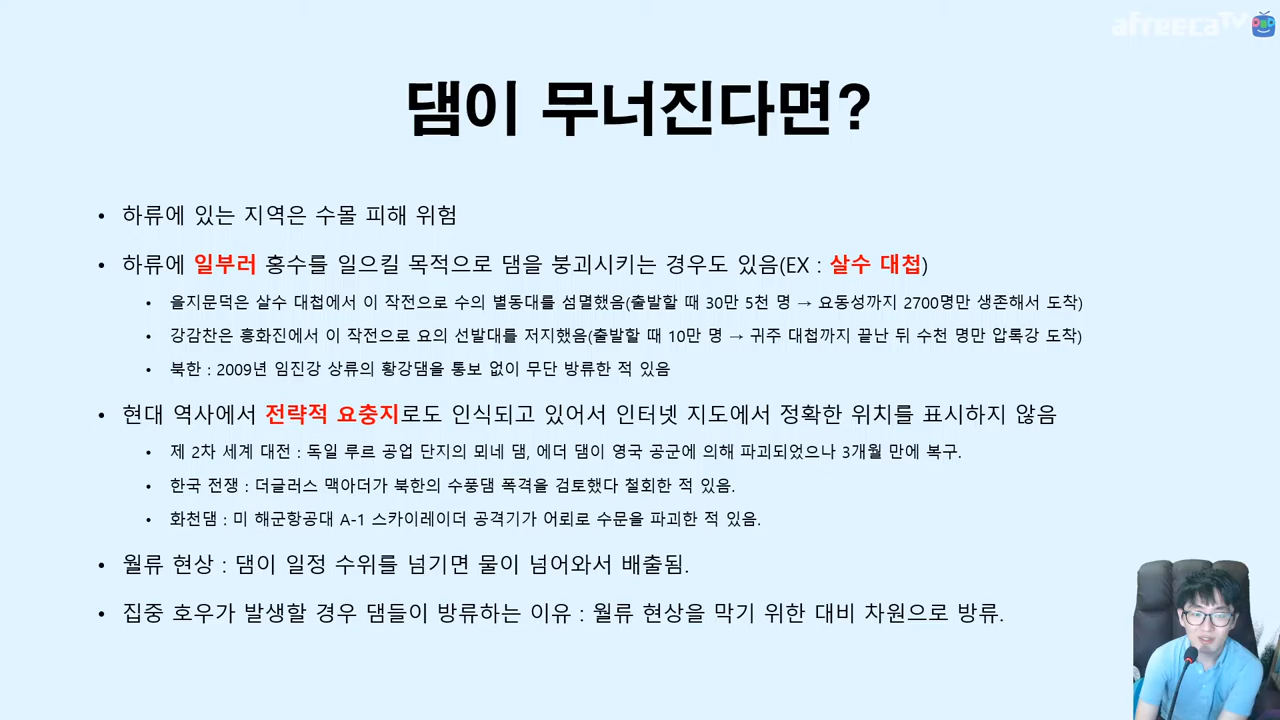 afreecaTV
댐이 무너진다면?
• 하류에 있는 지역은 수몰 피해 위험
• 하류에 일부러 홍수를 일으킬 목적으로 댐을 붕괴시키는 경우도 있음(EX : 살수 대첩)
• 을지문덕은 살수 대첩에서 이 작전으로 수의 별동대를 섬멸했음(출발할 때 30만 5천 명 → 요동성까지 2700명만 생존해서 도착)
• 강감찬은 흥화진에서 이 작전으로 요의 선발대를 저지했음(출발할 때 10만 명 → 귀주 대첩까지 끝난 뒤 수천 명만 압록강 도착)
• 북한 : 2009년 임진강 상류의 황강댐을 통보 없이 무단 방류한 적 있음
• 현대 역사에서 전략적 요충지로도 인식되고 있어서 인터넷 지도에서 정확한 위치를 표시하지 않음
• 제 2차 세계 대전 : 독일 루르 공업 단지의 뫼네 댐, 에더 댐이 영국 공군에 의해 파괴되었으나 3개월 만에 복구.
• 한국 전쟁 : 더글러스 맥아더가 북한의 수풍댐 폭격을 검토했다 철회한 적 있음.
• 화천댐 : 미 해군항공대 A-1 스카이레이더 공격기가 어뢰로 수문을 파괴한 적 있음.
• 월류 현상 : 댐이 일정 수위를 넘기면 물이 넘어와서 배출됨.
• 집중 호우가 발생할 경우 댐들이 방류하는 이유 : 월류 현상을 막기 위한 대비 차원으로 방류.